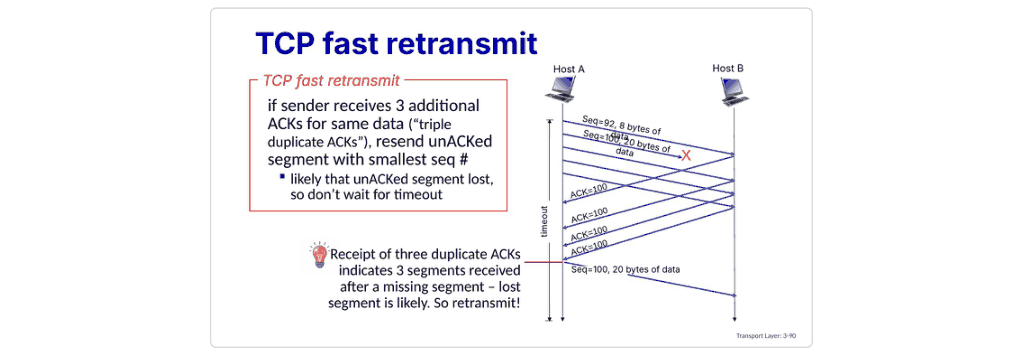 TCP fast retransmit
TCP fast retransmit
if sender receives 3 additional
ACKs for same data (“triple
duplicate ACKs”), resend unACKed
segment with smallest seq #
likely that unACKed segment lost,
so don’t wait for timeout
Receipt of three duplicate ACKs
indicates 3 segments received
after a missing segment – lost
segment is likely. So retransmit!
Host A
Host B
Seq=92, 8 bytes of
data
Seq=100, 20 bytes of
data
X
timeout
ACK=100
ACK=100
ACK=100
ACK=100
Seq=100, 20 bytes of data
Transport Layer: 3-90